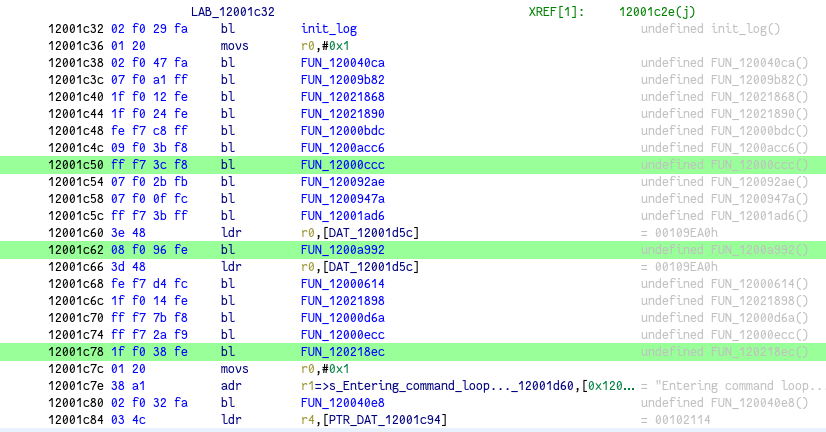 LAB_12001c32 XREF[1]: 12001c2e(j)
12001c32 02 f0 29 fa bl init_log undefined init_log()
12001c36 01 20 movs r0,#0x1
12001c38 02 f0 47 fa bl FUN_120040ca undefined FUN_120040ca()
12001c3c 07 f0 a1 ff bl FUN_12009b82 undefined FUN_12009b82()
12001c40 1f f0 12 fe bl FUN_12021868 undefined FUN_12021868()
12001c44 1f f0 24 fe bl FUN_12021890 undefined FUN_12021890()
12001c48 fe f7 c8 ff bl FUN_12000bdc undefined FUN_12000bdc()
12001c4c 09 f0 3b f8 bl FUN_1200acc6 undefined FUN_1200acc6()
12001c50 ff f7 3c f8 bl FUN_12000ccc undefined FUN_12000ccc()
12001c54 07 f0 2b fb bl FUN_120092ae undefined FUN_120092ae()
12001c58 07 f0 0f fc bl FUN_1200947a undefined FUN_1200947a()
12001c5c ff f7 3b ff bl FUN_12001ad6 undefined FUN_12001ad6()
12001c60 3e 48 ldr r0,[DAT_12001d5c] = 00109EA0h
12001c62 08 f0 96 fe bl FUN_1200a992 undefined FUN_1200a992()
12001c66 3d 48 ldr r0,[DAT_12001d5c] = 00109EA0h
12001c68 fe f7 d4 fc bl FUN_12000614 undefined FUN_12000614()
12001c6c 1f f0 14 fe bl FUN_12021898 undefined FUN_12021898()
12001c70 ff f7 7b f8 bl FUN_12000d6a undefined FUN_12000d6a()
12001c74 ff f7 2a f9 bl FUN_12000ecc undefined FUN_12000ecc()
12001c78 1f f0 38 fe bl FUN_120218ec undefined FUN_120218ec()
12001c7c 01 20 movs r0,#0x1
12001c7e 38 a1 adr r1=>s_Entering_command_loop..._12001d60,[0x120... = "Entering command loop...
12001c80 02 f0 32 fa bl FUN_120040e8 undefined FUN_120040e8()
12001c84 03 4c ldr r4,[PTR_DAT_12001c94] = 00102114